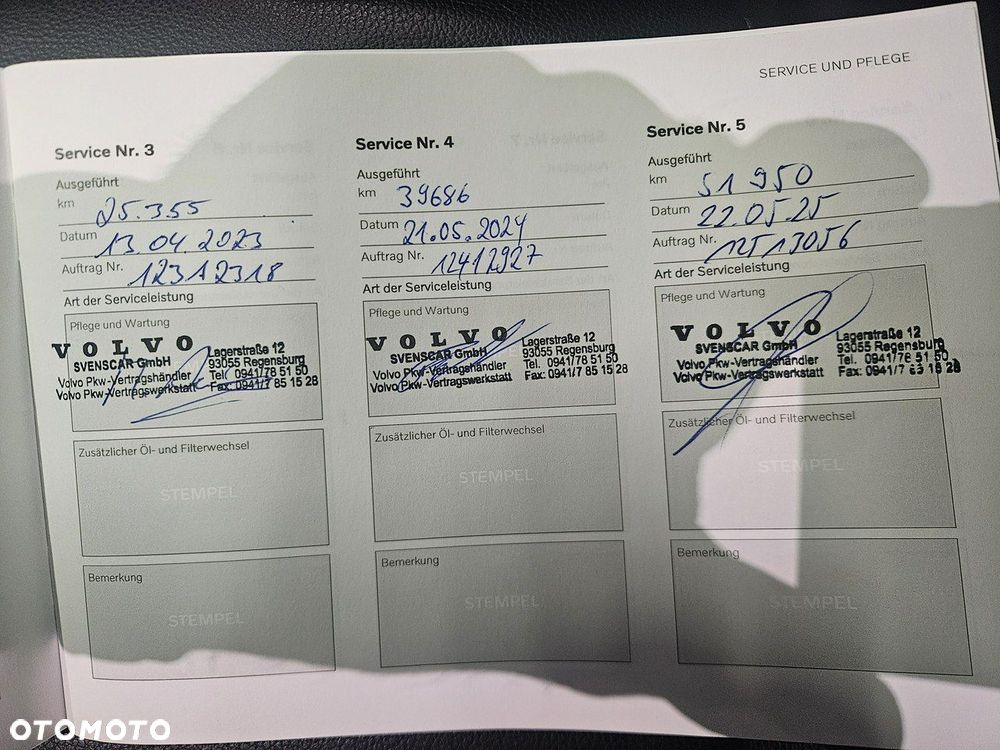 SERVICE UND PFLEGE
Service Nr. 3
Ausgeführt
km 25.355
Datum 13.04.2023
Auftrag Nr. 12312318
Art der Serviceleistung
Pflege und Wartung
VOLVO
SVENSCAR GmbH
Volvo Pkw-Vertragshändler
Volvo Pkw-Vertragswerkstatt
Lagerstraße 12
93055 Regensburg
Tel. 0941/78 51 50
Fax: 0941/7 85 15 28
Zusätzlicher Öl- und Filterwechsel
STEMPEL
Bemerkung
STEMPEL
Service Nr. 4
Ausgeführt
km 39686
Datum 21.05.2024
Auftrag Nr. 12412927
Art der Serviceleistung
Pflege und Wartung
VOLVO
SVENSCAR GmbH
Volvo Pkw-Vertragshändler
Volvo Pkw-Vertragswerkstatt
Lagerstraße 12
93055 Regensburg
Tel. 0941/78 51 50
Fax: 0941/7 85 15 28
Zusätzlicher Öl- und Filterwechsel
STEMPEL
Bemerkung
STEMPEL
Service Nr. 5
Ausgeführt
km 51950
Datum 22.05.25
Auftrag Nr. 12513056
Art der Serviceleistung
Pflege und Wartung
VOLVO
SVENSCAR GmbH
Volvo Pkw-Vertragshändler
Volvo Pkw-Vertragswerkstatt
Lagerstraße 12
93055 Regensburg
Tel. 0941/78 51 50
Fax: 0941/7 85 15 28
Zusätzlicher Öl- und Filterwechsel
STEMPEL
Bemerkung
STEMPEL
OTOMOTO